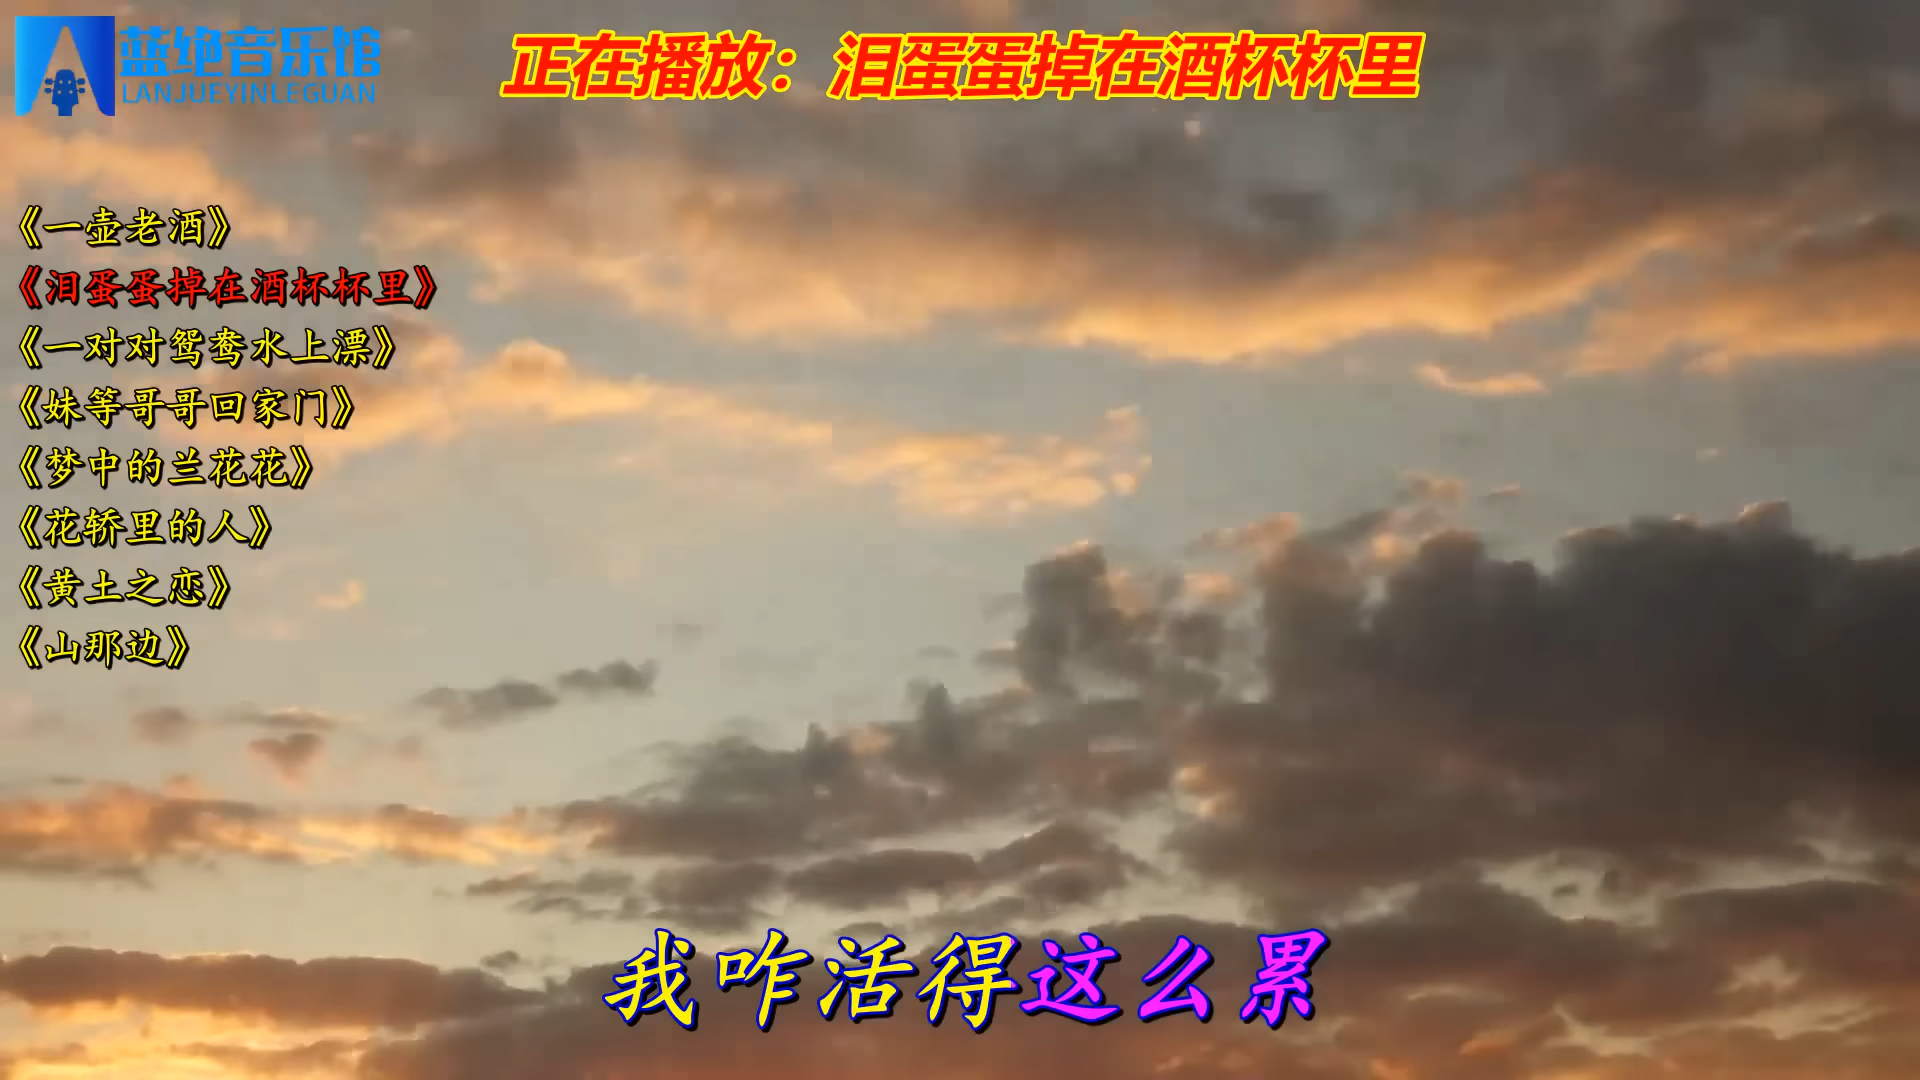 蓝绝音乐馆
LANJUEYINLEGUAN
正在播放：泪蛋蛋掉在酒杯杯里
《一壶老酒》
《泪蛋蛋掉在酒杯杯里》
《一对对鸳鸯水上漂》
《妹等哥哥回家门》
《梦中的兰花花》
《花轿里的人》
《黄土之恋》
《山那边》
我咋活得这么累